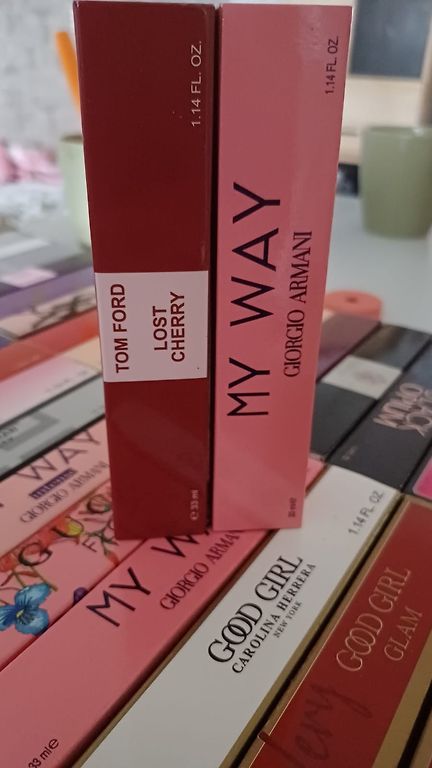 1.14 FL. OZ.
TOM FORD
LOST
CHERRY
℮ 33 ml
1.14 FL. OZ.
MY WAY
GIORGIO ARMANI
WAY
GIORGIO ARMANI
MY W
GIORGIO ARMA
33 ml℮
1.14 FL. OZ.
GOOD GIRL
CAROLINA HERRERA
NEW YORK
Very
GOOD GIRL
GLAM
OPIUM